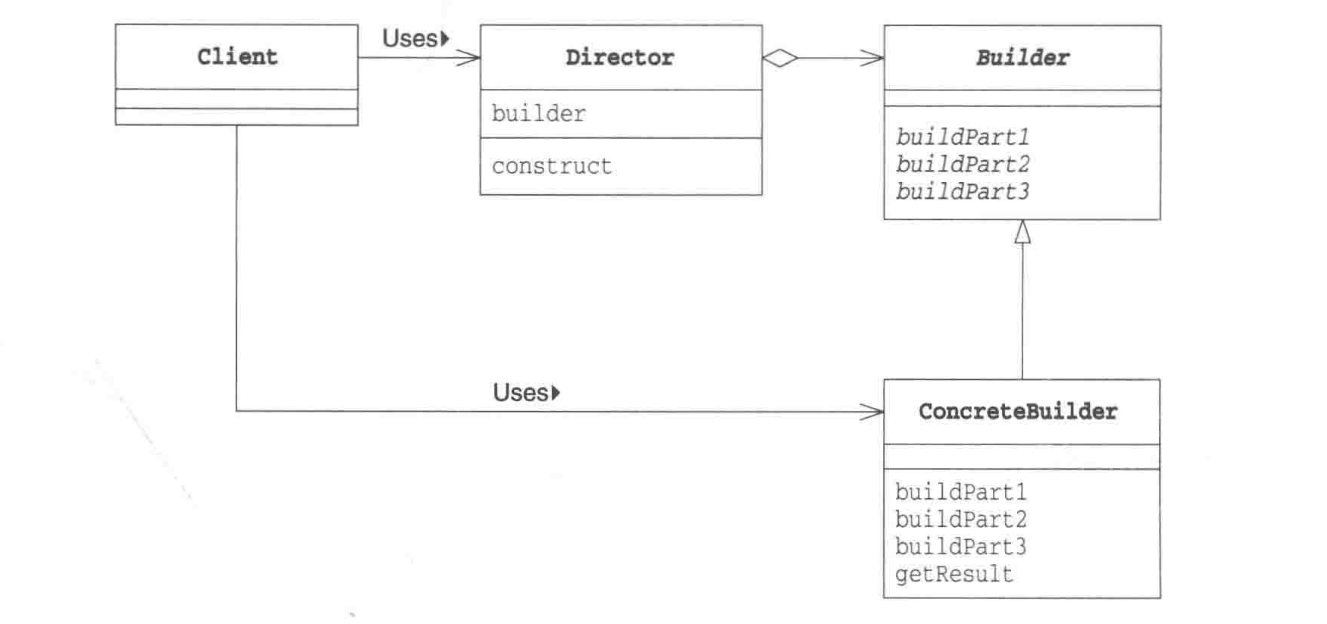 Client
Uses
Director
builder
construct
Builder
buildPart1
buildPart2
buildPart3
Uses
ConcreteBuilder
buildPart1
buildPart2
buildPart3
getResult